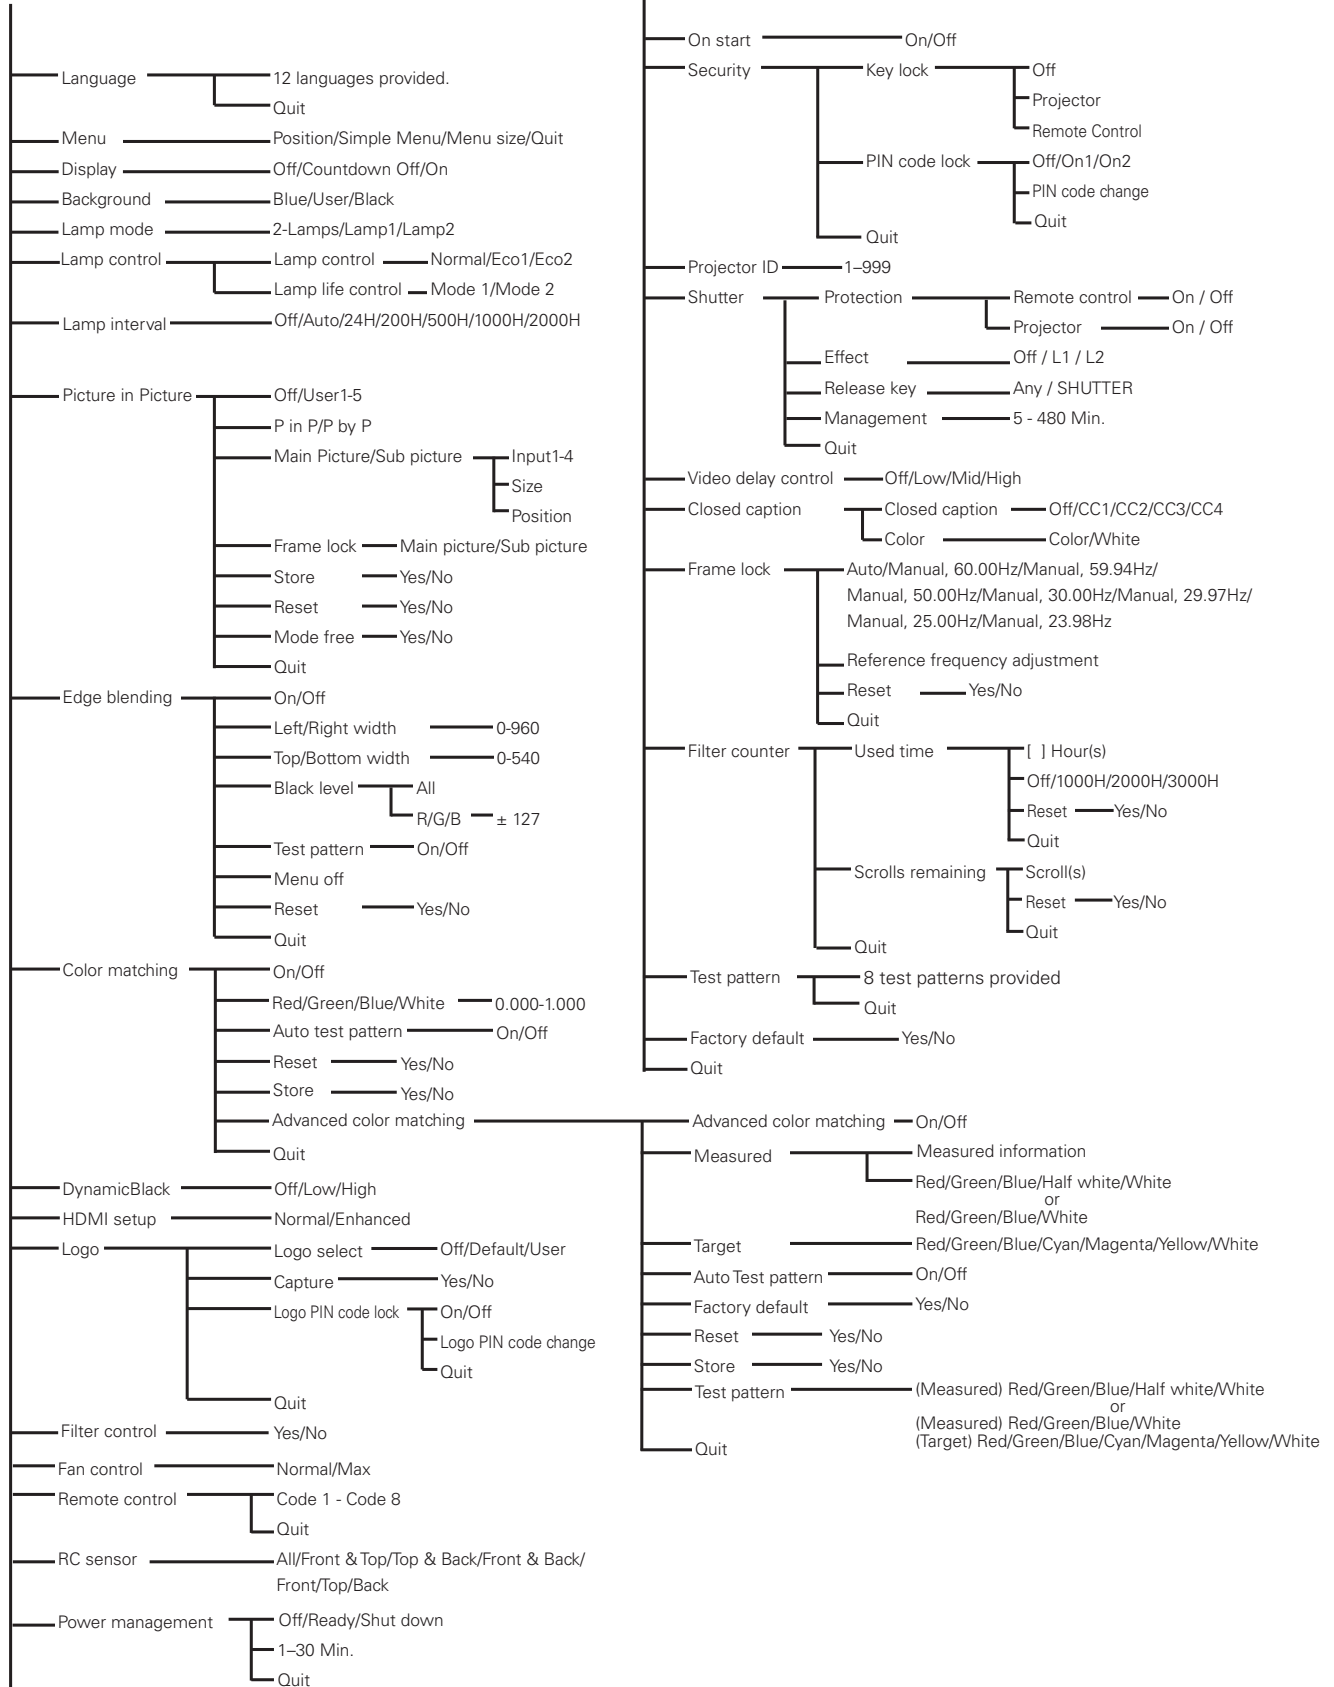 Language 12 languages provided.
Quit
Menu Position/Simple Menu/Menu size/Quit
Display Off/Countdown Off/On
Background Blue/User/Black
Lamp mode 2-Lamps/Lamp1/Lamp2
Lamp control Lamp control Normal/Eco1/Eco2
Lamp life control Mode 1/Mode 2
Lamp interval Off/Auto/24H/200H/500H/1000H/2000H
Picture in Picture Off/User1-5
P in P/P by P
Main Picture/Sub picture Input1-4
Size
Position
Frame lock Main picture/Sub picture
Store Yes/No
Reset Yes/No
Mode free Yes/No
Quit
Edge blending On/Off
Left/Right width 0-960
Top/Bottom width 0-540
Black level All
R/G/B ± 127
Test pattern On/Off
Menu off
Reset Yes/No
Quit
Color matching On/Off
Red/Green/Blue/White 0.000-1.000
Auto test pattern On/Off
Reset Yes/No
Store Yes/No
Advanced color matching
Quit
DynamicBlack Off/Low/High
HDMI setup Normal/Enhanced
Logo Logo select Off/Default/User
Capture Yes/No
Logo PIN code lock On/Off
Logo PIN code change
Quit
Quit
Filter control Yes/No
Fan control Normal/Max
Remote control Code 1 - Code 8
Quit
RC sensor All/Front & Top/Top & Back/Front & Back/
Front/Top/Back
Power management Off/Ready/Shut down
1–30 Min.
Quit
On start On/Off
Security Key lock Off
Projector
Remote Control
PIN code lock Off/On1/On2
PIN code change
Quit
Quit
Projector ID 1–999
Shutter Protection Remote control On / Off
Projector On / Off
Effect Off / L1 / L2
Release key Any / SHUTTER
Management 5 - 480 Min.
Quit
Video delay control Off/Low/Mid/High
Closed caption Closed caption Off/CC1/CC2/CC3/CC4
Color Color/White
Frame lock Auto/Manual, 60.00Hz/Manual, 59.94Hz/
Manual, 50.00Hz/Manual, 30.00Hz/Manual, 29.97Hz/
Manual, 25.00Hz/Manual, 23.98Hz
Reference frequency adjustment
Reset Yes/No
Quit
Filter counter Used time [ ] Hour(s)
Off/1000H/2000H/3000H
Reset Yes/No
Quit
Scrolls remaining Scroll(s)
Reset Yes/No
Quit
Quit
Test pattern 8 test patterns provided
Quit
Factory default Yes/No
Quit
Advanced color matching On/Off
Measured Measured information
Red/Green/Blue/Half white/White
or
Red/Green/Blue/White
Target Red/Green/Blue/Cyan/Magenta/Yellow/White
Auto Test pattern On/Off
Factory default Yes/No
Reset Yes/No
Store Yes/No
Test pattern (Measured) Red/Green/Blue/Half white/White
or
(Measured) Red/Green/Blue/White
(Target) Red/Green/Blue/Cyan/Magenta/Yellow/White
Quit